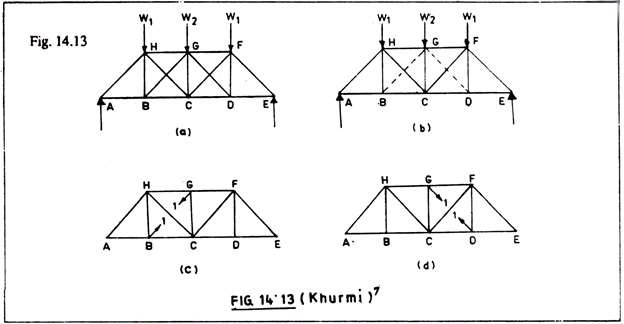 Fig. 14.13
W1 W2 W1
H G F
A B C D E
(a)
W1 W2 W1
H G F
A B C D E
(b)
H G F
1
1
A B C D E
(c)
H G F
1
1
A B C D E
(d)
FIG. 14.13 (Khurmi)7